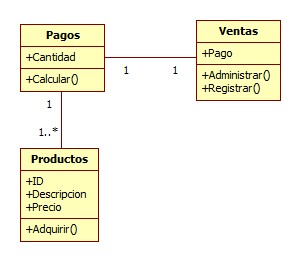 Pagos
+Cantidad
+Calcular()
Ventas
+Pago
+Administrar()
+Registrar()
1 1
1
1..*
Productos
+ID
+Descripcion
+Precio
+Adquirir()